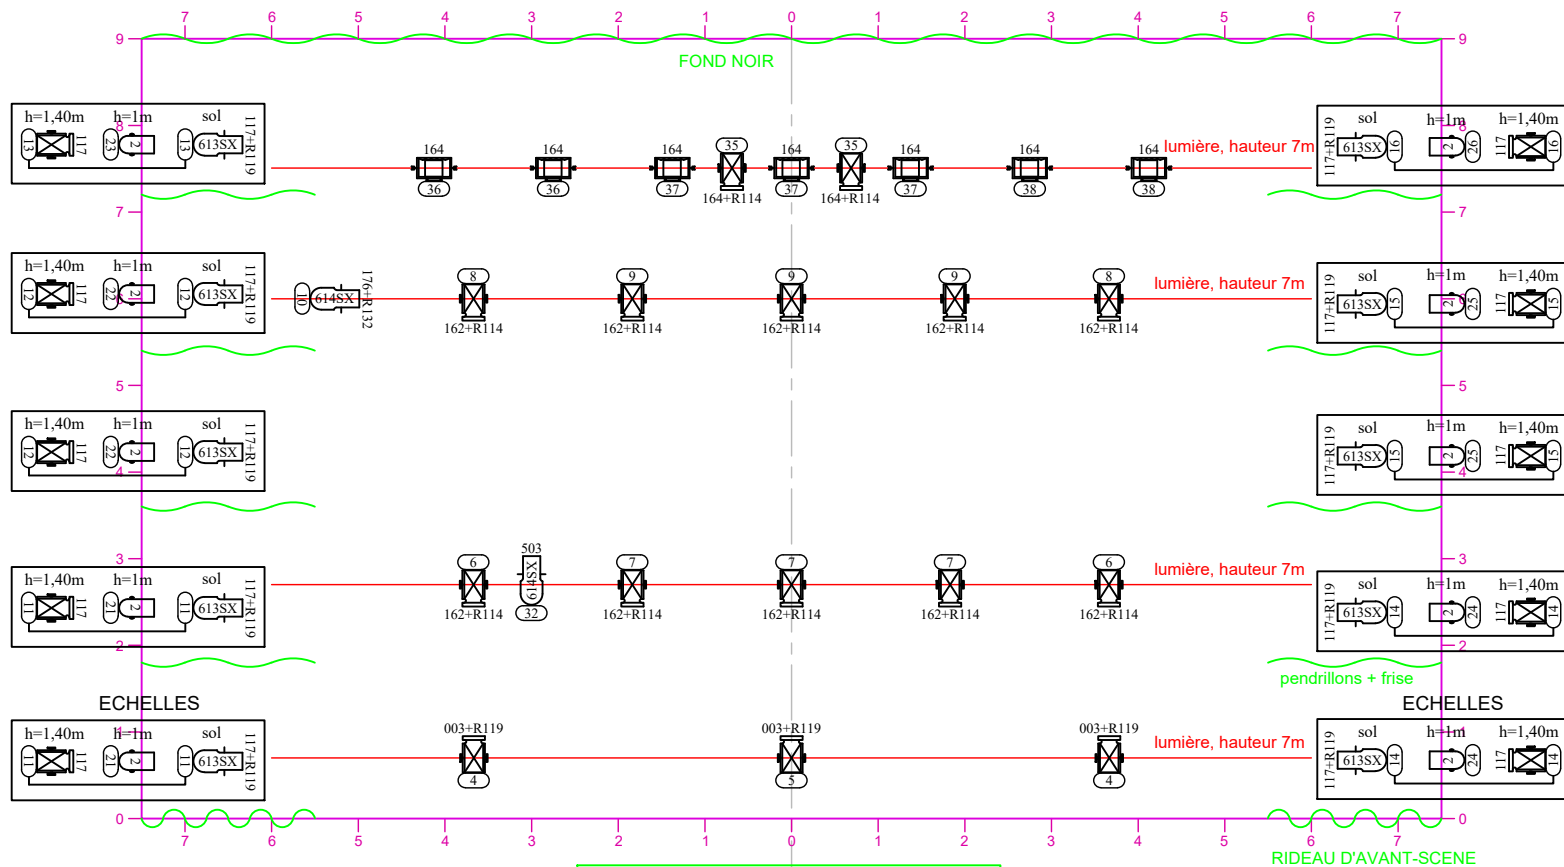 7 6 5 4 3 2 1 0 1 2 3 4 5 6 7
9 9
FOND NOIR
h=1,40m h=1m sol
13 117 23 2 13 613SX 117+R119
8
164 164 164 35 164 35 164 164 164
36 36 37 164+R114 37 164+R114 37 38 38
lumière, hauteur 7m
sol h=1m h=1,40m
117+R119 613SX 16 2 26 117 16
8
7 7
h=1,40m h=1m sol
12 117 22 2 12 613SX 117+R119
6
10 614SX 176+R132
8 9 9 9 8
162+R114 162+R114 162+R114 162+R114 162+R114
lumière, hauteur 7m
sol h=1m h=1,40m
117+R119 613SX 15 2 25 117 15
6
5 5
h=1,40m h=1m sol
12 117 22 2 12 613SX 117+R119
4
sol h=1m h=1,40m
117+R119 613SX 15 2 25 117 15
4
3 3
h=1,40m h=1m sol
11 117 21 2 11 613SX 117+R119
503
6 614SX 7 7 7 6
162+R114 32 162+R114 162+R114 162+R114 162+R114
lumière, hauteur 7m
sol h=1m h=1,40m
117+R119 613SX 14 2 24 117 14
2 2
pendrillons + frise
ECHELLES ECHELLES
h=1,40m h=1m sol
11 117 21 2 11 613SX 117+R119
1
003+R119 003+R119 003+R119
4 5 4
lumière, hauteur 7m
sol h=1m h=1,40m
117+R119 613SX 14 2 24 117 14
1
0 0
7 6 5 4 3 2 1 0 1 2 3 4 5 6 7
RIDEAU D'AVANT-SCENE